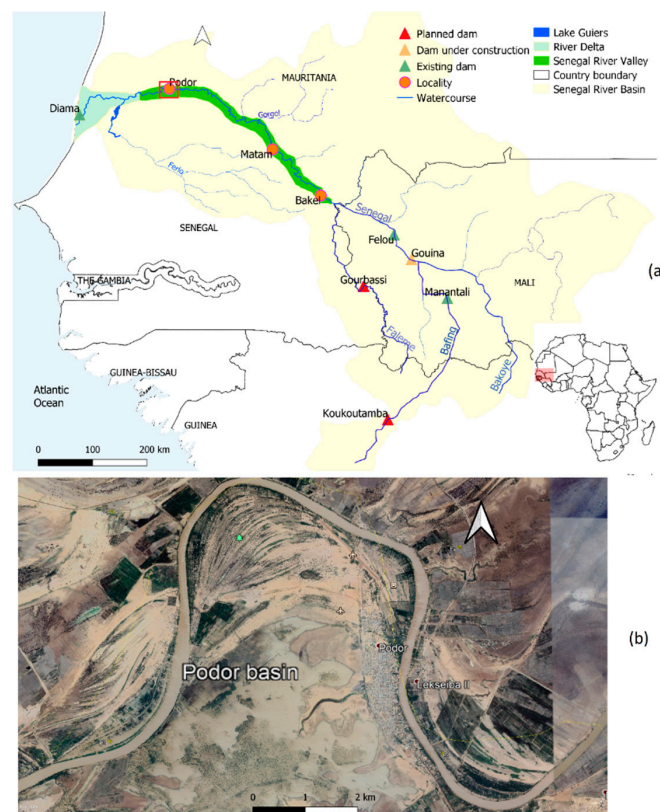 Planned dam
Dam under construction
Existing dam
Locality
Watercourse
Lake Guiers
River Delta
Senegal River Valley
Country boundary
Senegal River Basin
Podor
MAURITANIA
Diama
Gorgol
Matam
Ferlo
Bakel
Senegal
SENEGAL
Felou
Gouina
(a)
MALI
THE GAMBIA
Gourbassi
Manantali
Faleme
Bafing
Bakoye
GUINEA-BISSAU
Atlantic
Ocean
Koukoutamba
GUINEA
0 100 200 km
(b)
Podor
Podor basin
Lekseiba II
0 1 2 km